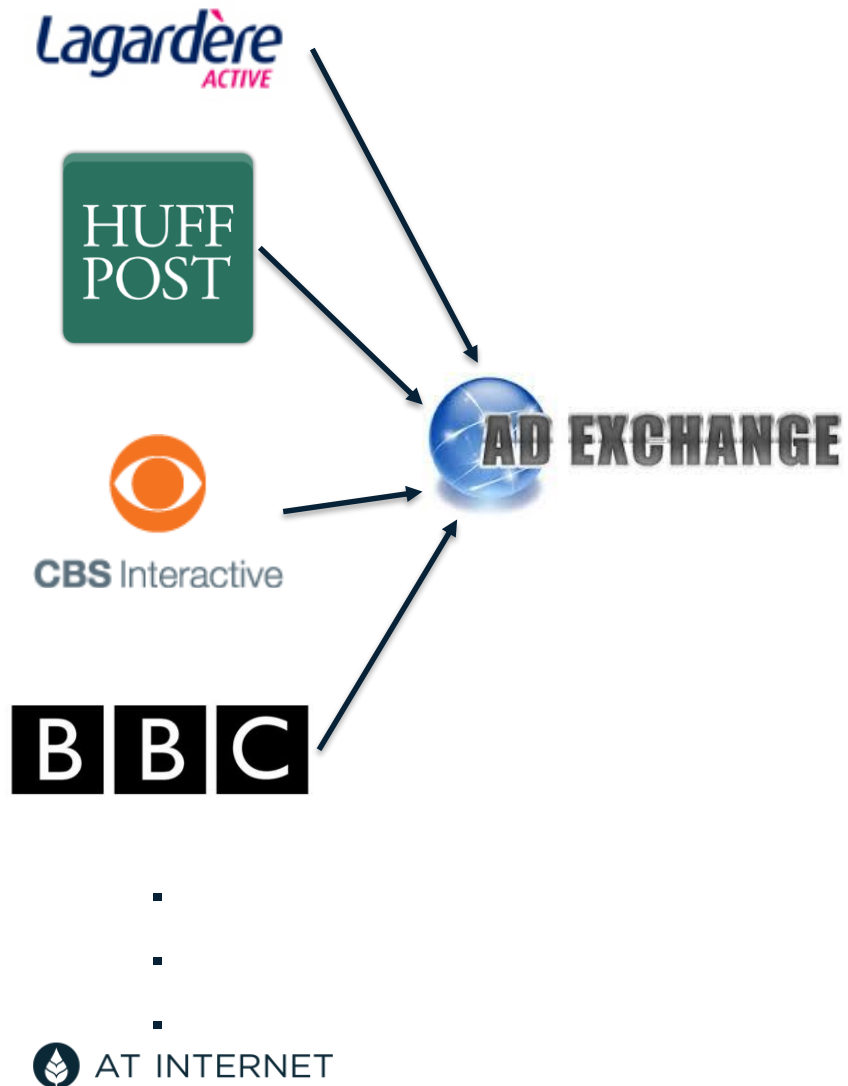 Lagardère
ACTIVE
HUFF
POST
AD EXCHANGE
CBS Interactive
BBC
AT INTERNET